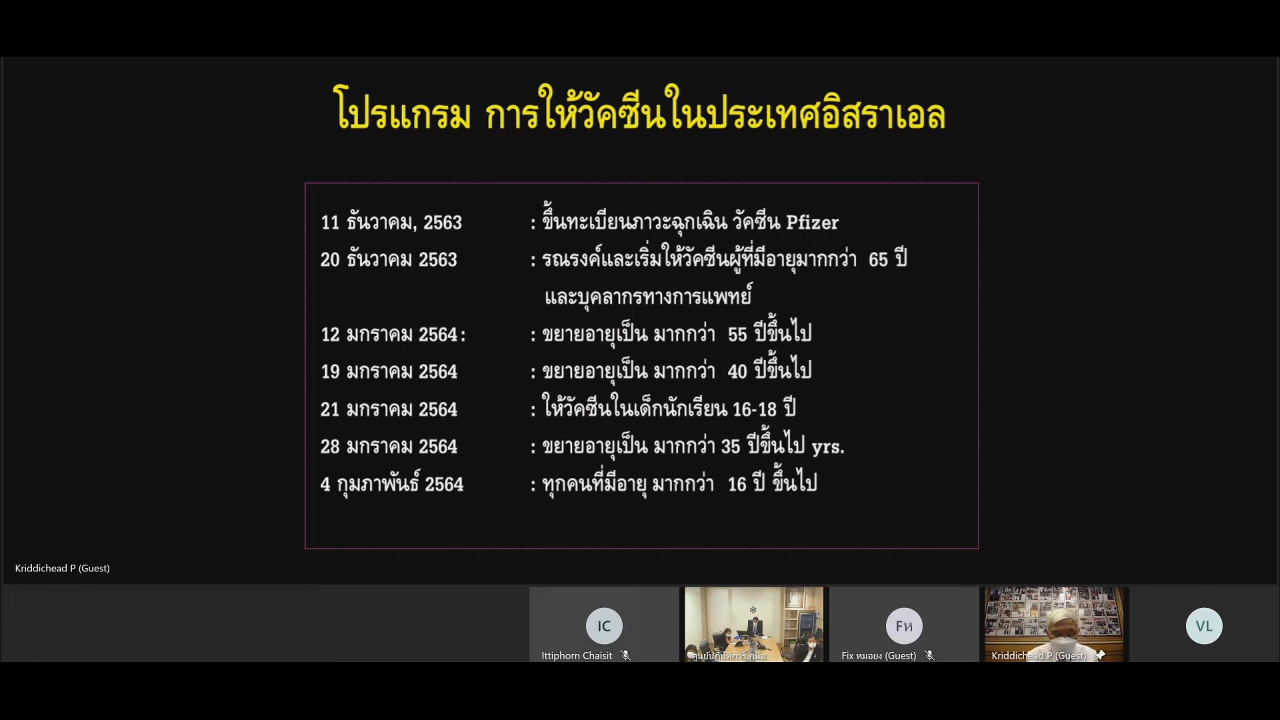 โปรแกรม การให้วัคซีนในประเทศอิสราเอล
11 ธันวาคม, 2563 : ขึ้นทะเบียนภาวะฉุกเฉิน วัคซีน Pfizer
20 ธันวาคม 2563 : รณรงค์และเริ่มให้วัคซีนผู้ที่มีอายุมากกว่า 65 ปี
และบุคลากรทางการแพทย์
12 มกราคม 2564 : : ขยายอายุเป็น มากกว่า 55 ปีขึ้นไป
19 มกราคม 2564 : ขยายอายุเป็น มากกว่า 40 ปีขึ้นไป
21 มกราคม 2564 : ให้วัคซีนในเด็กนักเรียน 16-18 ปี
28 มกราคม 2564 : ขยายอายุเป็น มากกว่า 35 ปีขึ้นไป yrs.
4 กุมภาพันธ์ 2564 : ทุกคนที่มีอายุ มากกว่า 16 ปี ขึ้นไป
Kriddichead P (Guest)
IC
Fห
VL
Ittiphorn Chaisit
Fix หมอยง (Guest)
Kriddichead P (Guest)